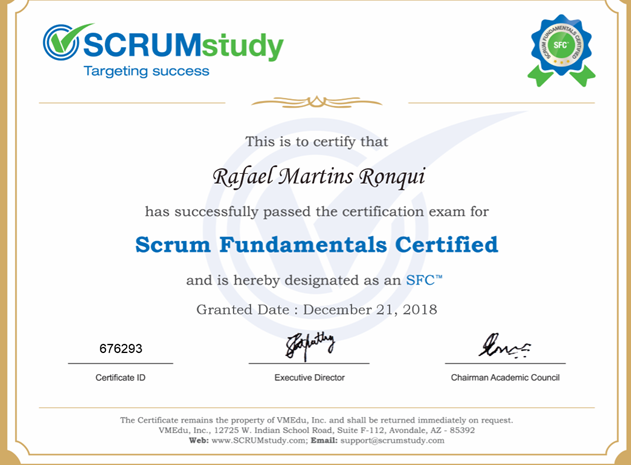 SCRUMstudy
Targeting success
SCRUM FUNDAMENTALS CERTIFIED
SFC
This is to certify that
Rafael Martins Ronqui
has successfully passed the certification exam for
Scrum Fundamentals Certified
and is hereby designated as an SFC™
Granted Date : December 21, 2018
676293
Certificate ID
Executive Director
Chairman Academic Council
The Certificate remains the property of VMEdu, Inc. and shall be returned immediately on request.
VMEdu, Inc., 12725 W. Indian School Road, Suite F-112, Avondale, AZ - 85392
Web: www.SCRUMstudy.com; Email: support@scrumstudy.com